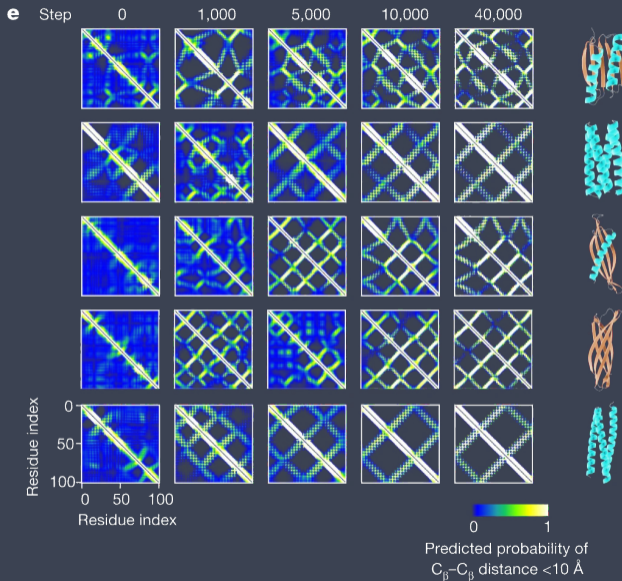 e Step 0 1,000 5,000 10,000 40,000
Residue index
0
50
100
0 50 100
Residue index
0 1
Predicted probability of
Cβ–Cβ distance <10 Å